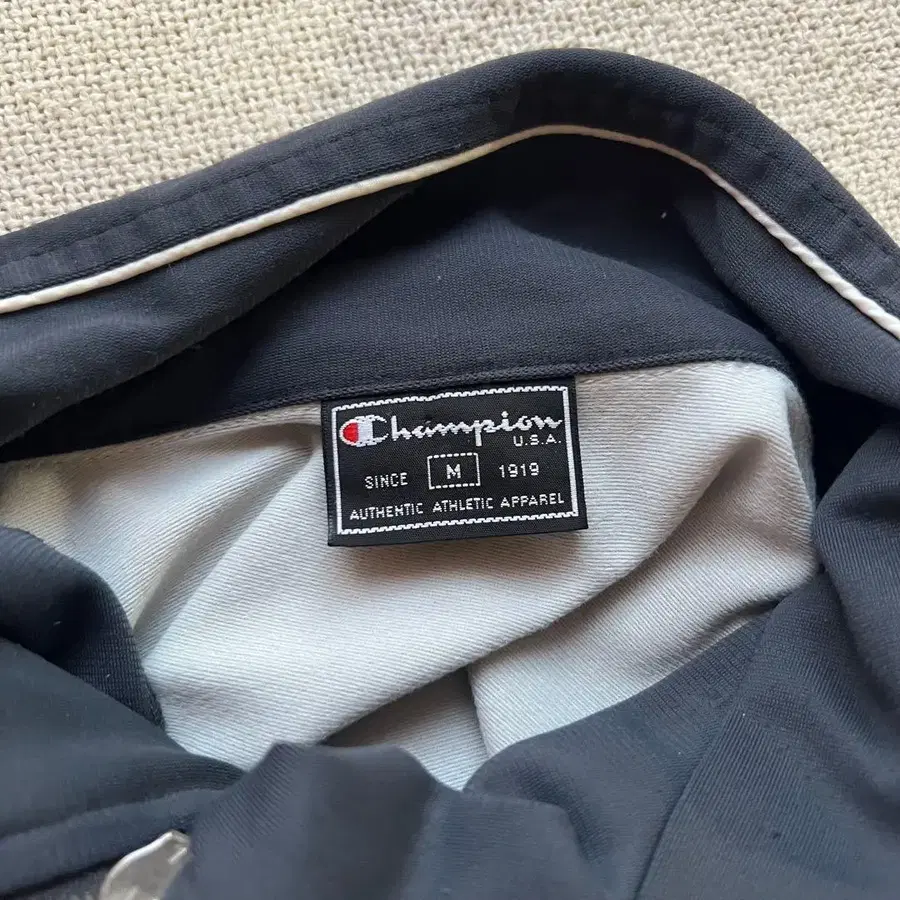 Champion
U.S.A.
SINCE M 1919
AUTHENTIC ATHLETIC APPAREL